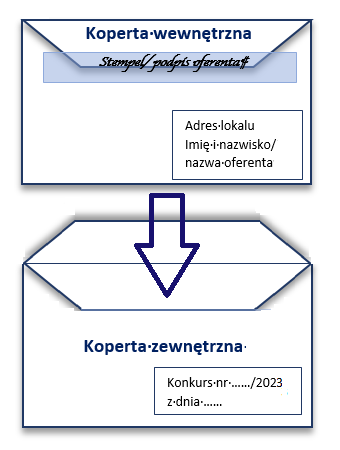 Koperta wewnętrzna
Stempel/ podpis oferenta
Adres lokalu
Imię i nazwisko/
nazwa oferenta
Koperta zewnętrzna
Konkurs nr ……/2023
z dnia ……